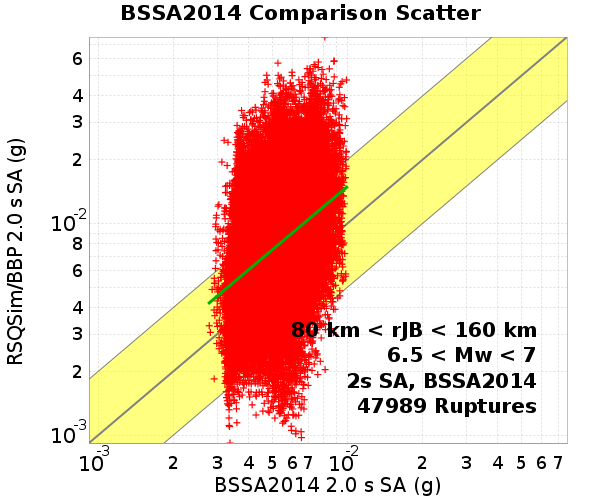 BSSA2014 Comparison Scatter
RSQSim/BBP 2.0 s SA (g)
6
4
3
2
10-2
8
6
4
3
2
10-3
80 km < rJB < 160 km
6.5 < Mw < 7
2s SA, BSSA2014
47989 Ruptures
10-3 2 3 4 5 6 7 10-2 2 3 4 5 6 7
BSSA2014 2.0 s SA (g)